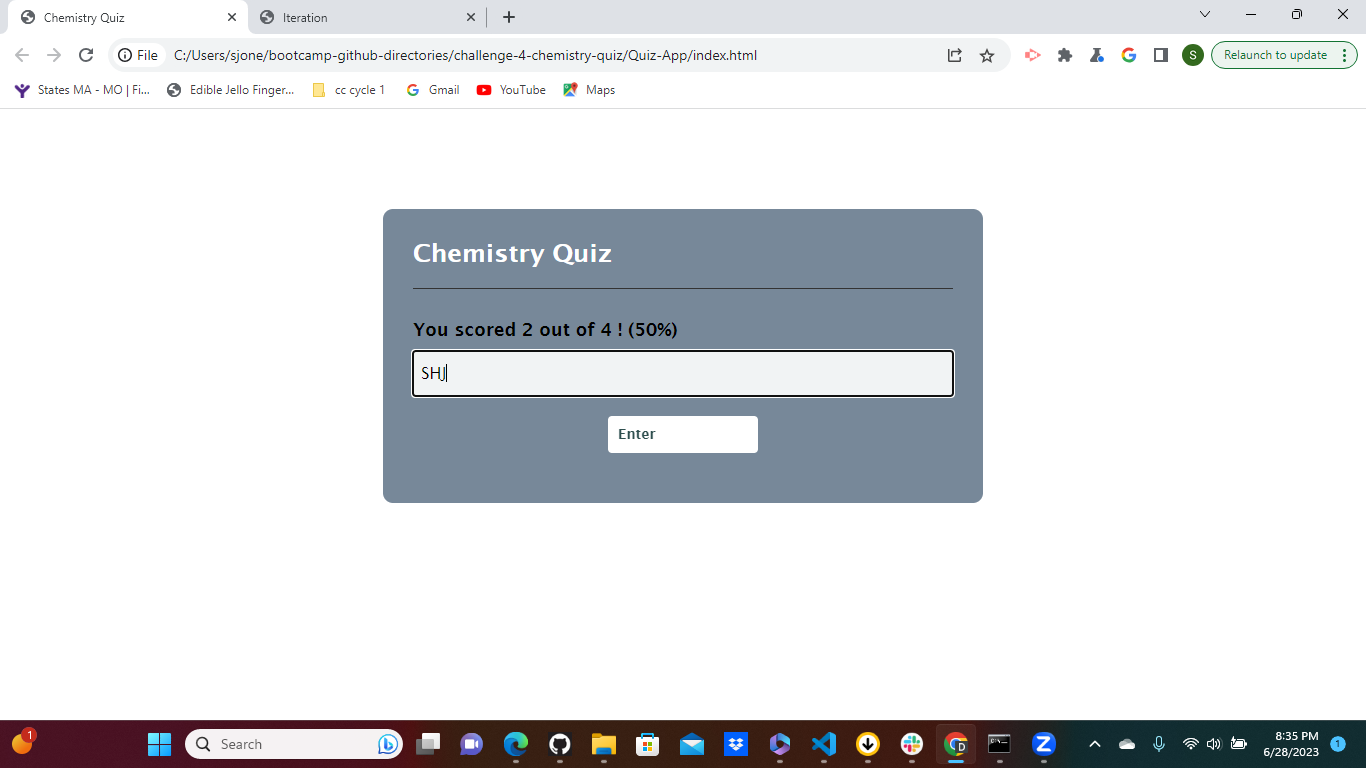 Chemistry Quiz
Iteration
File C:/Users/sjone/bootcamp-github-directories/challenge-4-chemistry-quiz/Quiz-App/index.html
S
Relaunch to update
States MA - MO | Fi...
Edible Jello Finger...
cc cycle 1
Gmail
YouTube
Maps
Chemistry Quiz
You scored 2 out of 4 ! (50%)
SHJ
Enter
1
Search
D
8:35 PM
6/28/2023
1